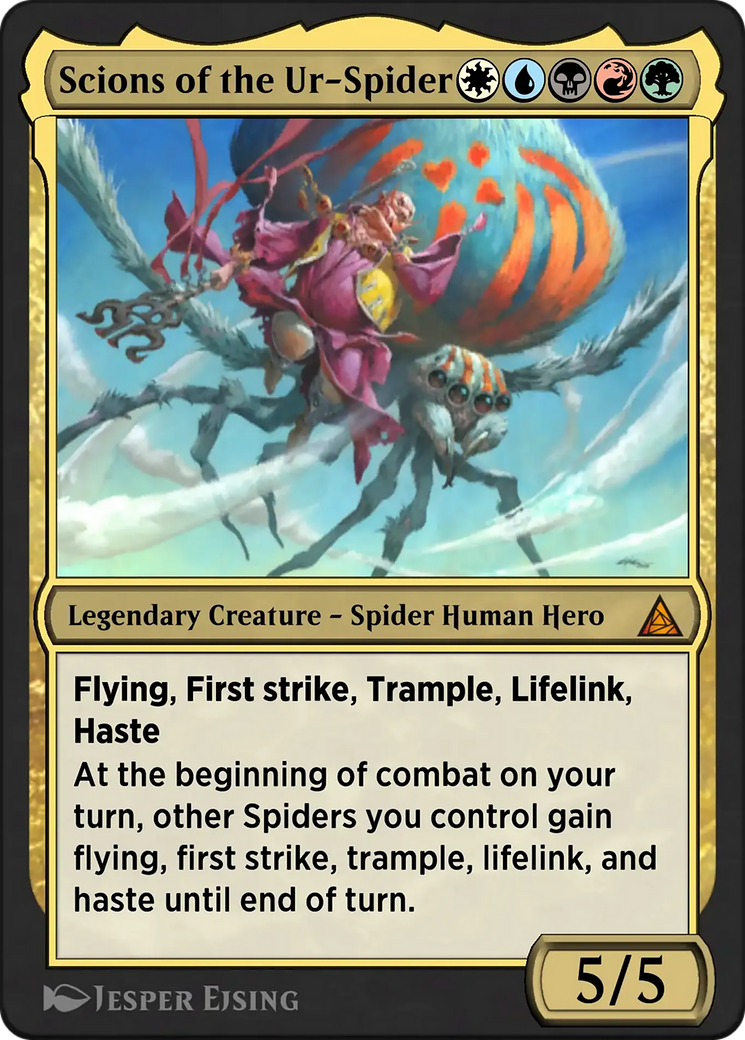 Scions of the Ur-Spider
Legendary Creature – Spider Human Hero
Flying, First strike, Trample, Lifelink,
Haste
At the beginning of combat on your
turn, other Spiders you control gain
flying, first strike, trample, lifelink, and
haste until end of turn.
5/5
Jesper Ejsing